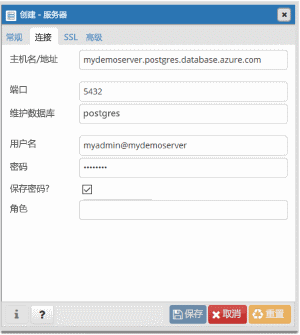 创建 - 服务器
常规 连接 SSL 高级
主机名/地址 mydemoserver.postgres.database.azure.com
端口 5432
维护数据库 postgres
用户名 myadmin@mydemoserver
密码 ••••••••
保存密码?
角色
i ? 保存 取消 重置